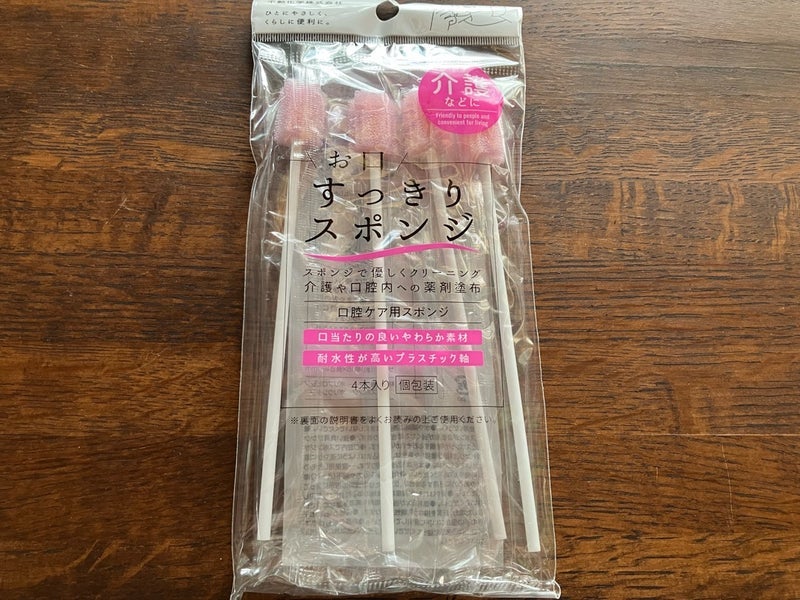 ひとにやさしく、
くらしに便利に。
介護
などに
Friendly to people and
convenient for living
お口
すっきり
スポンジ
スポンジで優しくクリーニング
介護や口腔内への薬剤塗布
口腔ケア用スポンジ
口当たりの良いやわらか素材
耐水性が高いプラスチック軸
4本入り 個包装
※裏面の説明書をよくお読みの上ご使用ください。